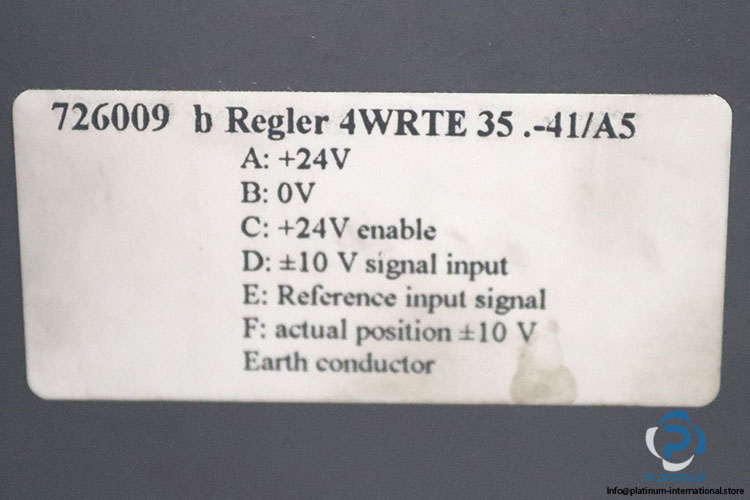 726009 b Regler 4WRTE 35 .-41/A5
A: +24V
B: 0V
C: +24V enable
D: ±10 V signal input
E: Reference input signal
F: actual position ±10 V
Earth conductor
Info@platinum-international.store